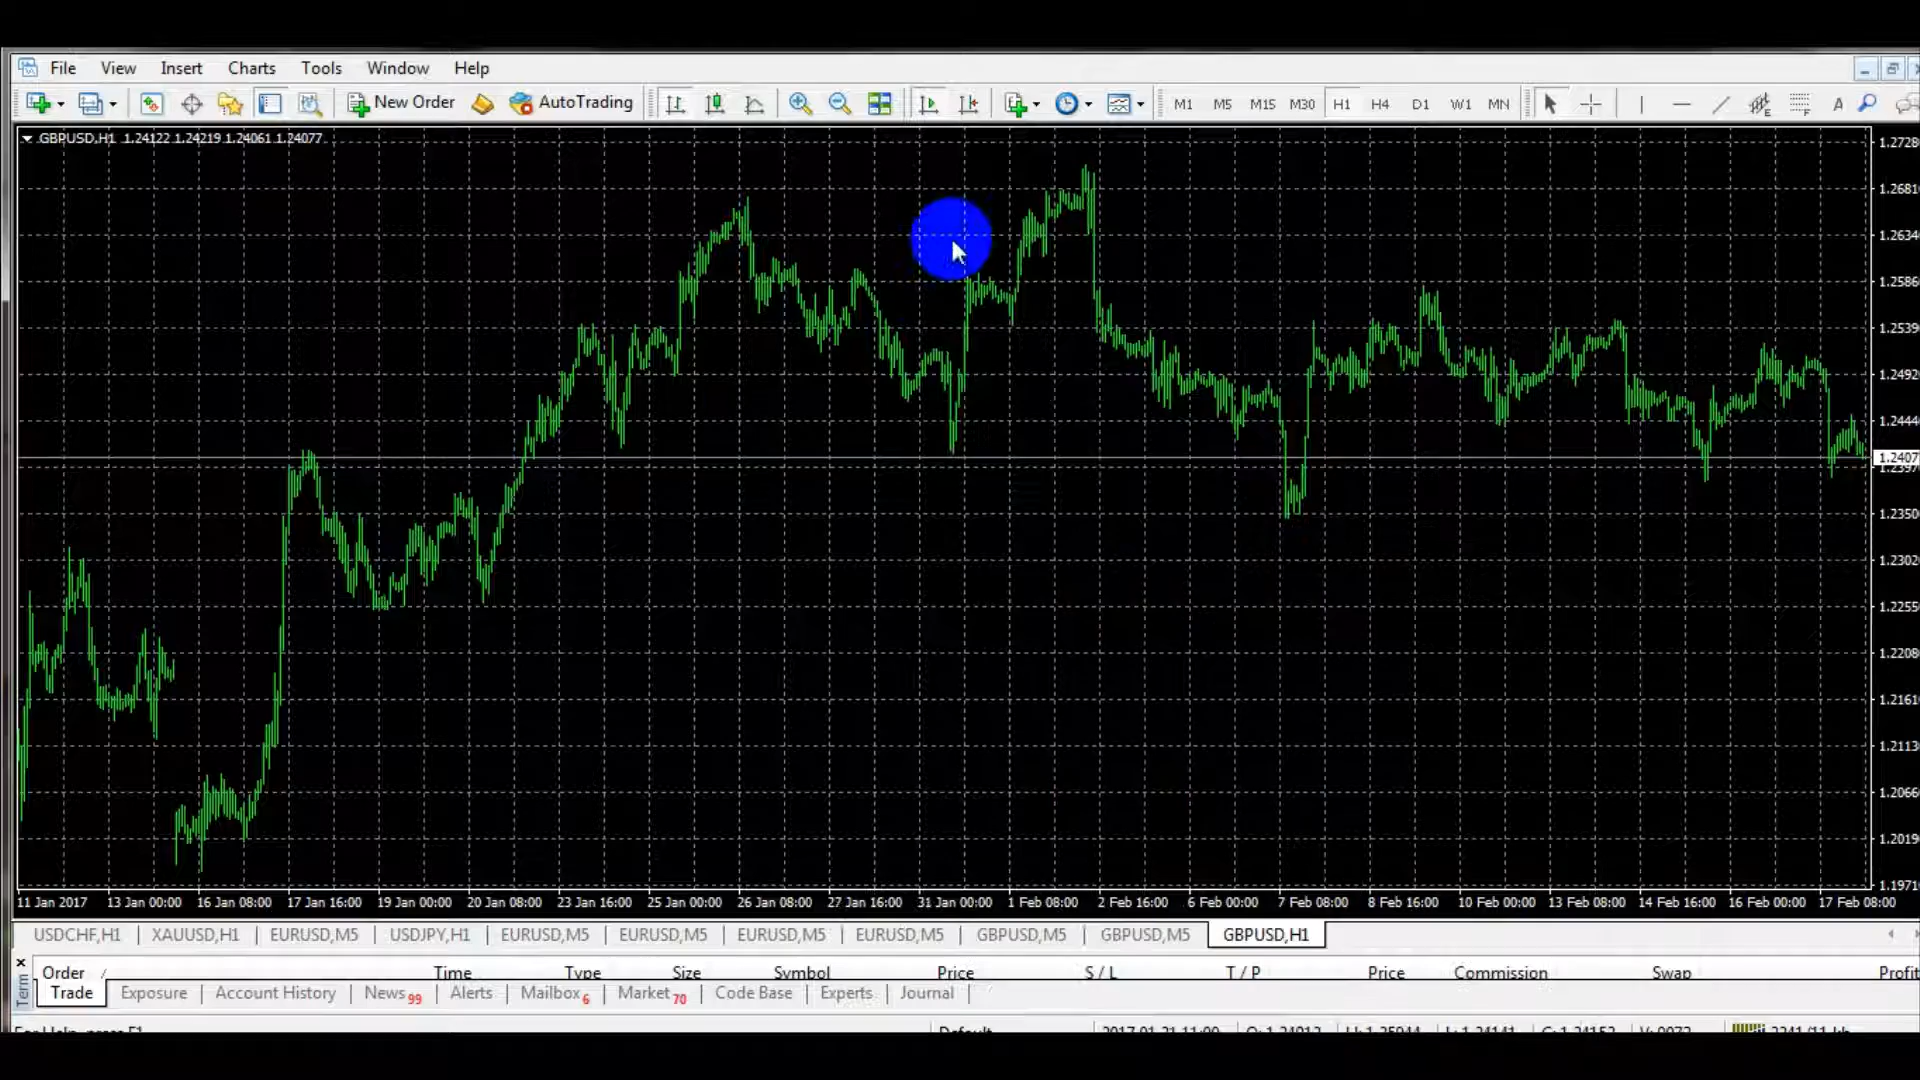 File View Insert Charts Tools Window Help
New Order AutoTrading M1 M5 M15 M30 H1 H4 D1 W1 MN A
GBPUSD,H1 1.24122 1.24219 1.24061 1.24077
1.2728
1.2681
1.2634
1.2586
1.2539
1.2492
1.2444
1.2407
1.2397
1.2350
1.2302
1.2255
1.2208
1.2161
1.2113
1.2066
1.2019
1.1971
11 Jan 2017 13 Jan 00:00 16 Jan 08:00 17 Jan 16:00 19 Jan 00:00 20 Jan 08:00 23 Jan 16:00 25 Jan 00:00 26 Jan 08:00 27 Jan 16:00 31 Jan 00:00 1 Feb 08:00 2 Feb 16:00 6 Feb 00:00 7 Feb 08:00 8 Feb 16:00 10 Feb 00:00 13 Feb 08:00 14 Feb 16:00 16 Feb 00:00 17 Feb 08:00
USDCHF,H1 XAUUSD,H1 EURUSD,M5 USDJPY,H1 EURUSD,M5 EURUSD,M5 EURUSD,M5 EURUSD,M5 GBPUSD,M5 GBPUSD,M5 GBPUSD,H1
Order Time Type Size Symbol Price S / L T / P Price Commission Swap Profit
Trade Exposure Account History News 99 Alerts Mailbox 6 Market 70 Code Base Experts Journal
Term
For Help, press F1 Default